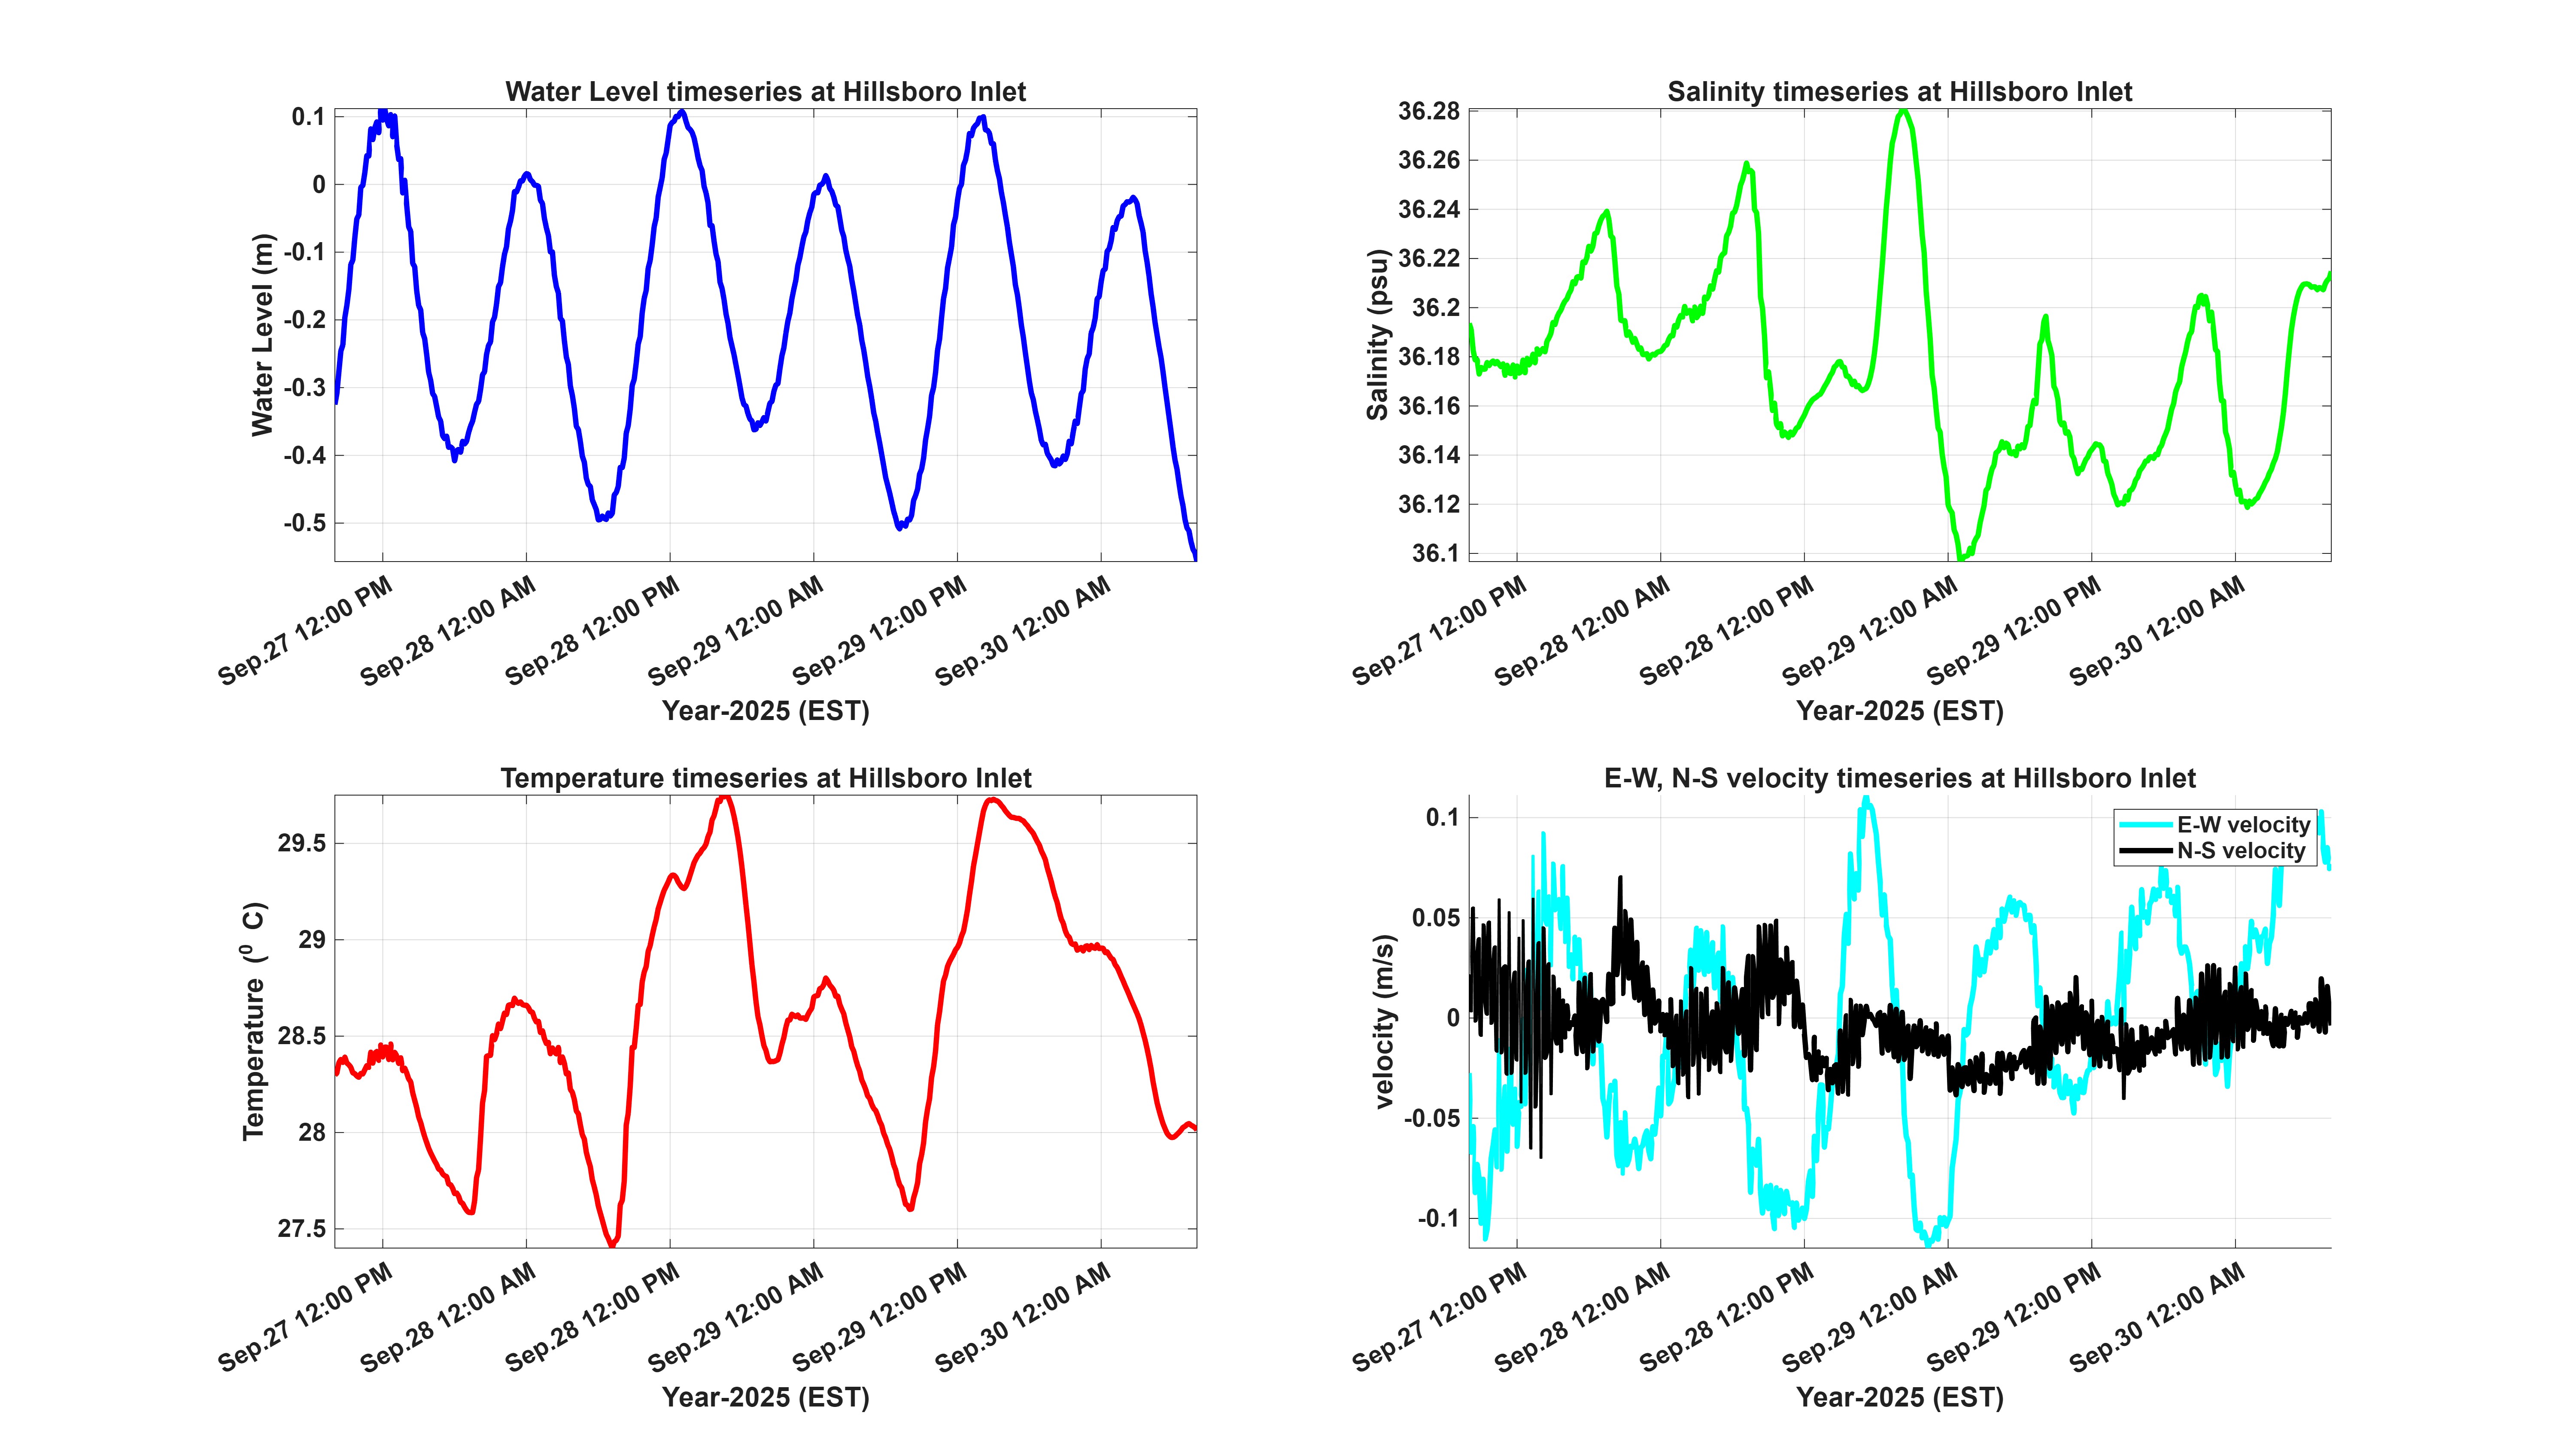 Water Level timeseries at Hillsboro Inlet
Water Level (m)
0.1
0
-0.1
-0.2
-0.3
-0.4
-0.5
Sep.27 12:00 PM
Sep.28 12:00 AM
Sep.28 12:00 PM
Sep.29 12:00 AM
Sep.29 12:00 PM
Sep.30 12:00 AM
Year-2025 (EST)
Salinity timeseries at Hillsboro Inlet
Salinity (psu)
36.28
36.26
36.24
36.22
36.2
36.18
36.16
36.14
36.12
36.1
Sep.27 12:00 PM
Sep.28 12:00 AM
Sep.28 12:00 PM
Sep.29 12:00 AM
Sep.29 12:00 PM
Sep.30 12:00 AM
Year-2025 (EST)
Temperature timeseries at Hillsboro Inlet
Temperature (⁰ C)
29.5
29
28.5
28
27.5
Sep.27 12:00 PM
Sep.28 12:00 AM
Sep.28 12:00 PM
Sep.29 12:00 AM
Sep.29 12:00 PM
Sep.30 12:00 AM
Year-2025 (EST)
E-W, N-S velocity timeseries at Hillsboro Inlet
velocity (m/s)
0.1
0.05
0
-0.05
-0.1
E-W velocity
N-S velocity
Sep.27 12:00 PM
Sep.28 12:00 AM
Sep.28 12:00 PM
Sep.29 12:00 AM
Sep.29 12:00 PM
Sep.30 12:00 AM
Year-2025 (EST)